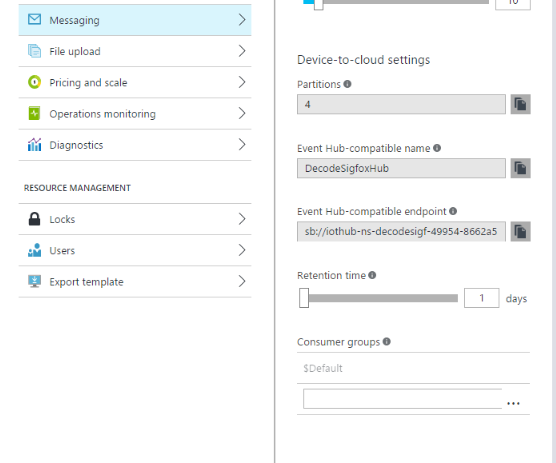 Messaging
File upload
Pricing and scale
Operations monitoring
Diagnostics
RESOURCE MANAGEMENT
Locks
Users
Export template
10
Device-to-cloud settings
Partitions
4
Event Hub-compatible name
DecodeSigfoxHub
Event Hub-compatible endpoint
sb://iothub-ns-decodesigf-49954-8662a5
Retention time
1 days
Consumer groups
$Default
...